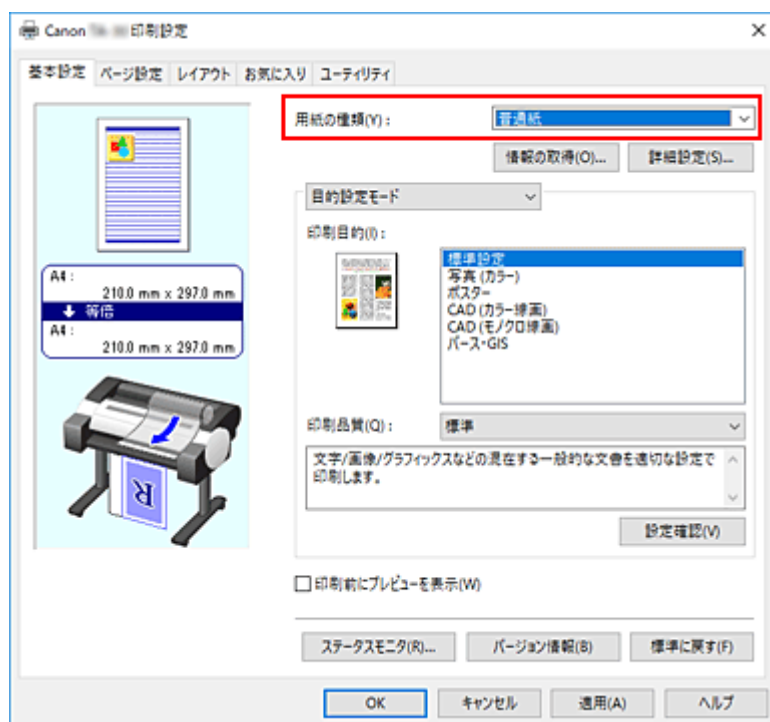 Canon 印刷設定
基本設定 ページ設定 レイアウト お気に入り ユーティリティ
用紙の種類(Y)： 普通紙
情報の取得(O)... 詳細設定(S)...
目的設定モード
印刷目的(I)：
標準設定
写真 (カラー)
ポスター
CAD (カラー線画)
CAD (モノクロ線画)
パース・GIS
A4 :
210.0 mm x 297.0 mm
等倍
A4 :
210.0 mm x 297.0 mm
R
印刷品質(Q)： 標準
文字/画像/グラフィックスなどの混在する一般的な文書を適切な設定で
印刷します。
設定確認(V)
印刷前にプレビューを表示(W)
ステータスモニタ(R)... バージョン情報(B) 標準に戻す(F)
OK キャンセル 適用(A) ヘルプ